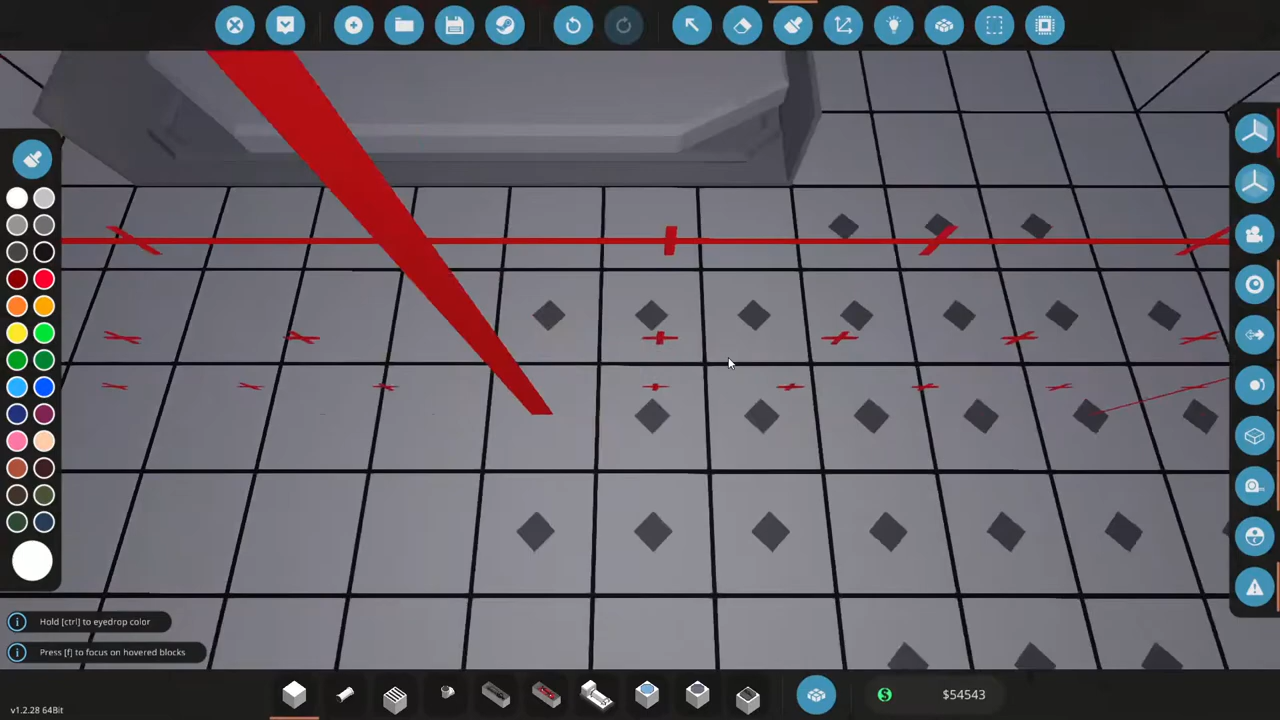 Hold [ctrl] to eyedrop color
Press [f] to focus on hovered blocks
v1.2.28 64Bit
$54543